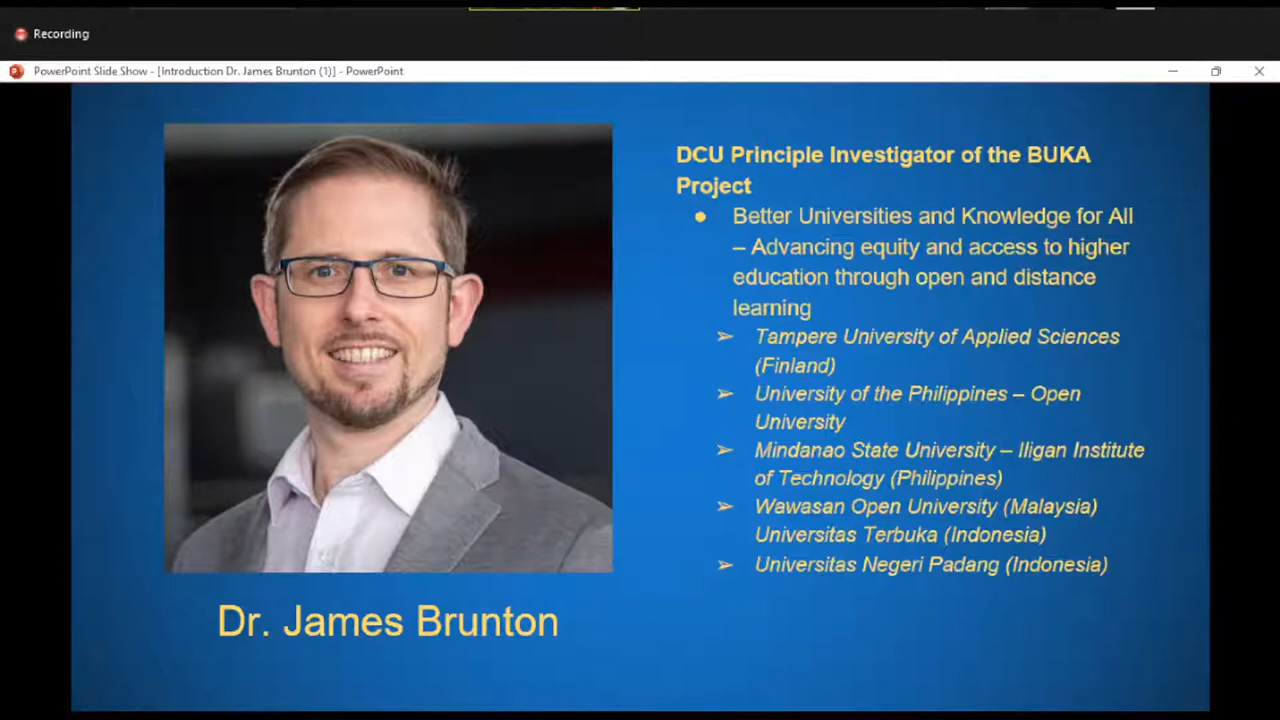 Recording
PowerPoint Slide Show - [Introduction Dr. James Brunton (1)] - PowerPoint
DCU Principle Investigator of the BUKA
Project
● Better Universities and Knowledge for All
– Advancing equity and access to higher
education through open and distance
learning
➢ Tampere University of Applied Sciences
(Finland)
➢ University of the Philippines – Open
University
➢ Mindanao State University – Iligan Institute
of Technology (Philippines)
➢ Wawasan Open University (Malaysia)
Universitas Terbuka (Indonesia)
➢ Universitas Negeri Padang (Indonesia)
Dr. James Brunton